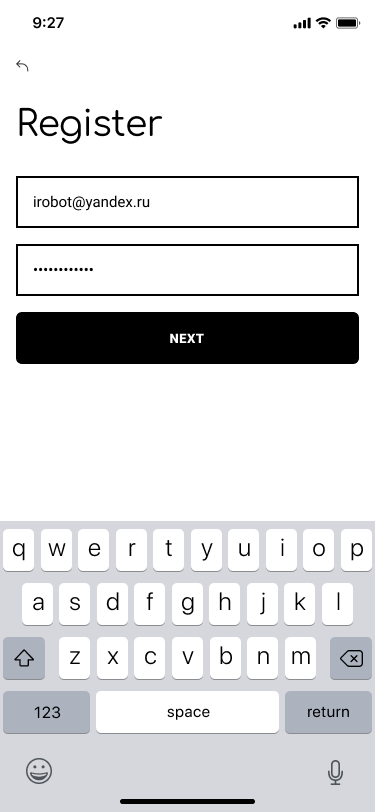 9:27
Register
irobot@yandex.ru
••••••••••••
NEXT
q w e r t y u i o p
a s d f g h j k l
z x c v b n m
123 space return